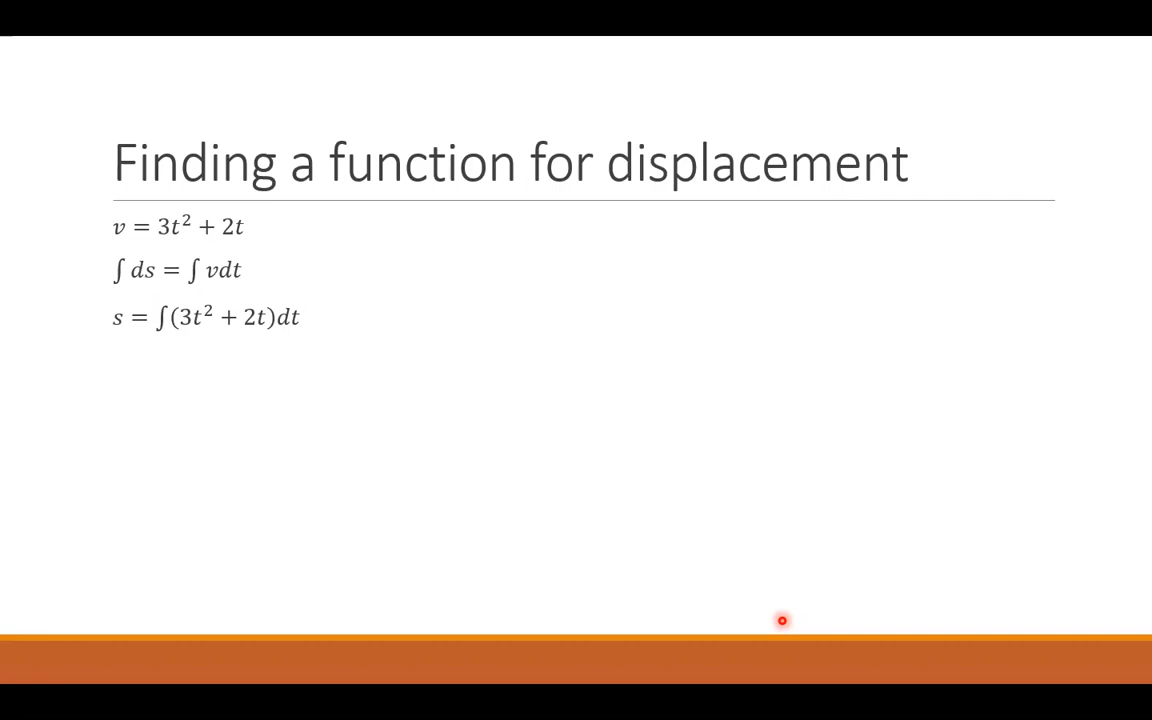 Finding a function for displacement
𝑣 = 3𝑡² + 2𝑡
∫ 𝑑𝑠 = ∫ 𝑣𝑑𝑡
𝑠 = ∫(3𝑡² + 2𝑡)𝑑𝑡